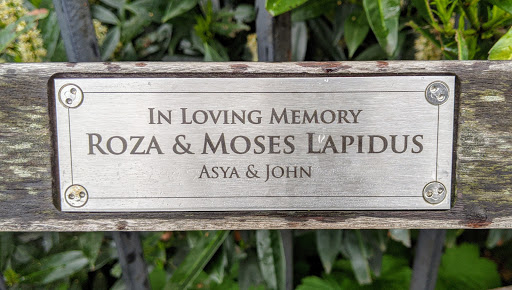 In Loving Memory
Roza & Moses Lapidus
Asya & John